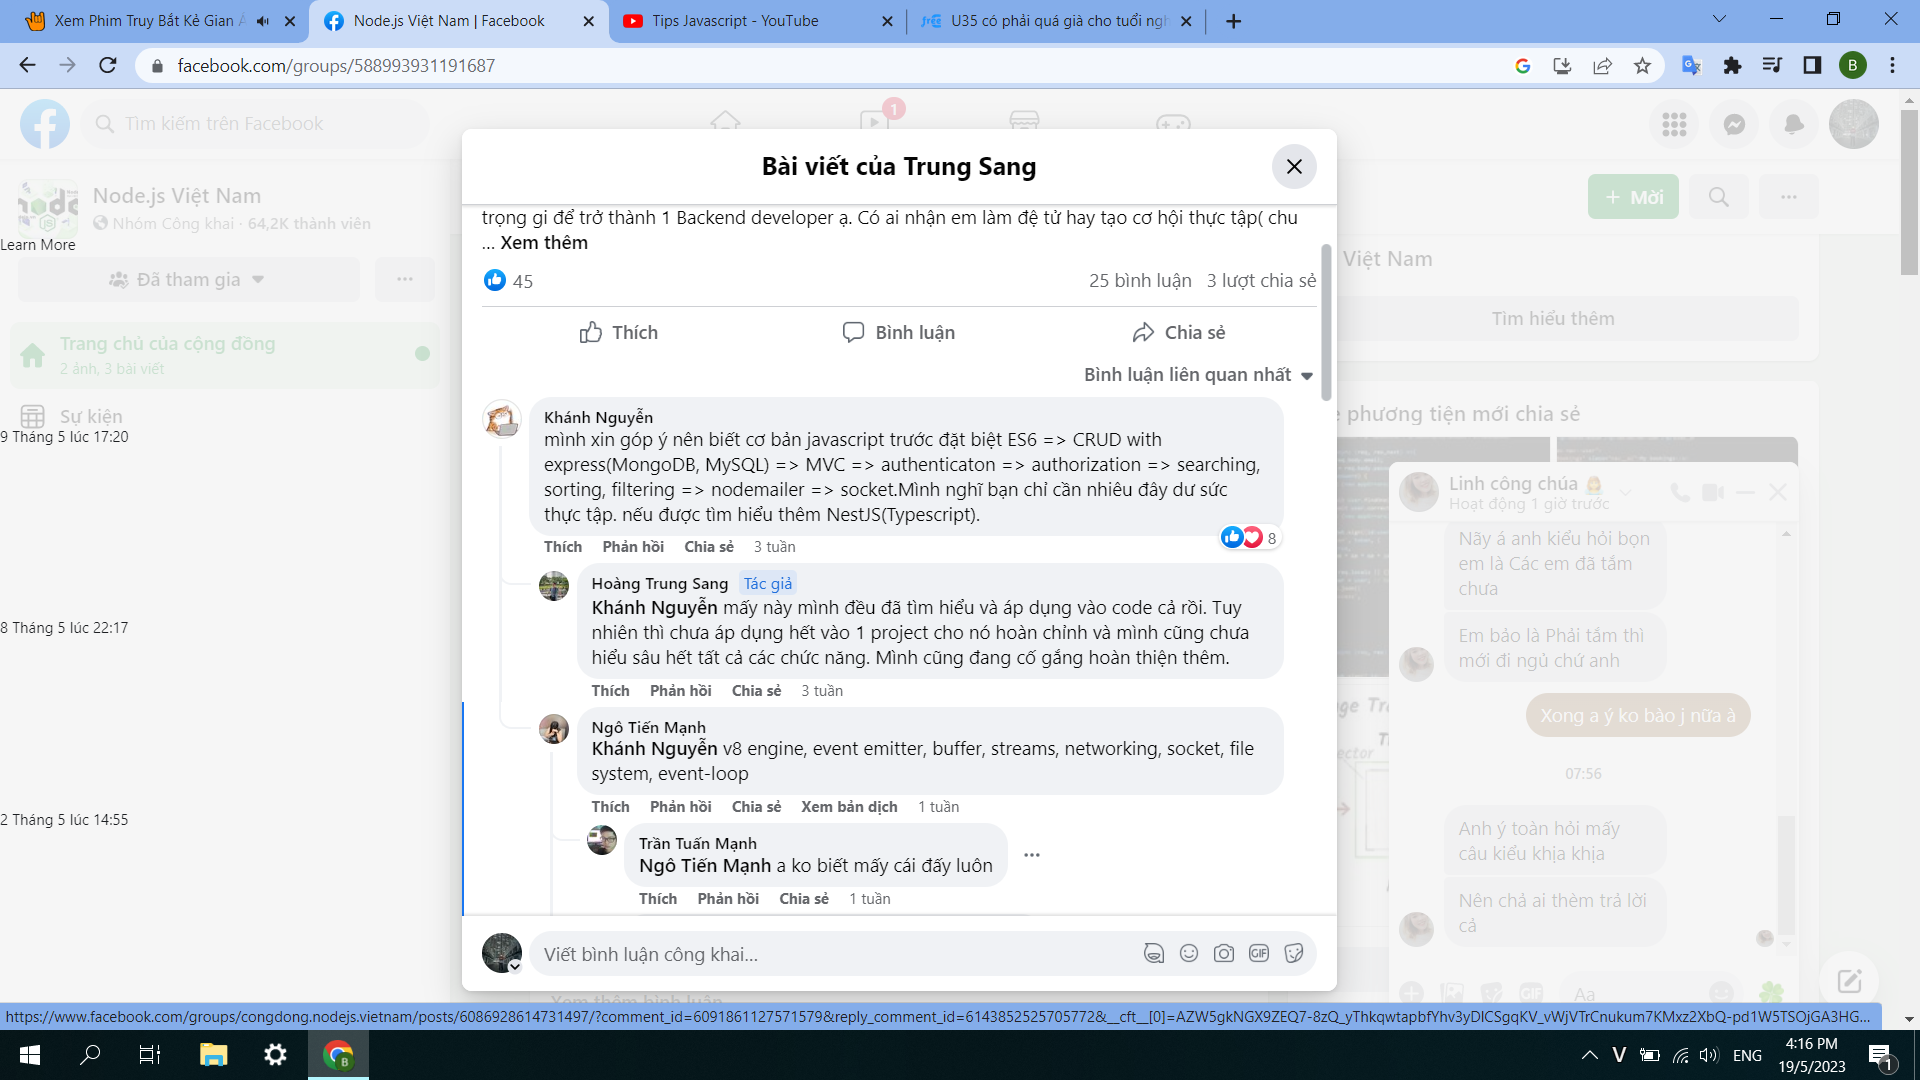 Xem Phim Truy Bắt Kẻ Gian Á
Node.js Việt Nam | Facebook
Tips Javascript - YouTube
U35 có phải quá già cho tuổi ngh
facebook.com/groups/588993931191687
B
Tìm kiếm trên Facebook
1
Node.js Việt Nam
Nhóm Công khai · 64,2K thành viên
Learn More
Đã tham gia
Trang chủ của cộng đồng
2 ảnh, 3 bài viết
Sự kiện
9 Tháng 5 lúc 17:20
8 Tháng 5 lúc 22:17
2 Tháng 5 lúc 14:55
Bài viết của Trung Sang
trọng gì để trở thành 1 Backend developer ạ. Có ai nhận em làm đệ tử hay tạo cơ hội thực tập( chu
... Xem thêm
45
25 bình luận 3 lượt chia sẻ
Thích
Bình luận
Chia sẻ
Bình luận liên quan nhất
Khánh Nguyễn
mình xin góp ý nên biết cơ bản javascript trước đặt biệt ES6 => CRUD with
express(MongoDB, MySQL) => MVC => authenticaton => authorization => searching,
sorting, filtering => nodemailer => socket.Mình nghĩ bạn chỉ cần nhiêu đây dư sức
thực tập. nếu được tìm hiểu thêm NestJS(Typescript).
8
Thích Phản hồi Chia sẻ 3 tuần
Hoàng Trung Sang Tác giả
Khánh Nguyễn mấy này mình đều đã tìm hiểu và áp dụng vào code cả rồi. Tuy
nhiên thì chưa áp dụng hết vào 1 project cho nó hoàn chỉnh và mình cũng chưa
hiểu sâu hết tất cả các chức năng. Mình cũng đang cố gắng hoàn thiện thêm.
Thích Phản hồi Chia sẻ 3 tuần
Ngô Tiến Mạnh
Khánh Nguyễn v8 engine, event emitter, buffer, streams, networking, socket, file
system, event-loop
Thích Phản hồi Chia sẻ Xem bản dịch 1 tuần
Trần Tuấn Mạnh
Ngô Tiến Mạnh a ko biết mấy cái đấy luôn
Thích Phản hồi Chia sẻ 1 tuần
Viết bình luận công khai...
GIF
Xem thêm bình luận
+ Mời
Việt Nam
Tìm hiểu thêm
phương tiện mới chia sẻ
Linh công chúa
Hoạt động 1 giờ trước
Nãy á anh kiểu hỏi bọn
em là Các em đã tắm
chưa
Em bảo là Phải tắm thì
mới đi ngủ chứ anh
Xong a ý ko bào j nữa à
07:56
Anh ý toàn hỏi mấy
câu kiểu khịa khịa
Nên chả ai thèm trả lời
cả
GIF
Aa
https://www.facebook.com/groups/congdong.nodejs.vietnam/posts/6086928614731497/?comment_id=6091861127571579&reply_comment_id=6143852525705772&__cft__[0]=AZW5gkNGX9ZEQ7-8zQ_yThkqwtapbfYhv3yDICSgqKV_vWjVTrCnukum7KMxz2XbQ-pd1W5TSOjGA3HG...
V
ENG
4:16 PM
19/5/2023
1